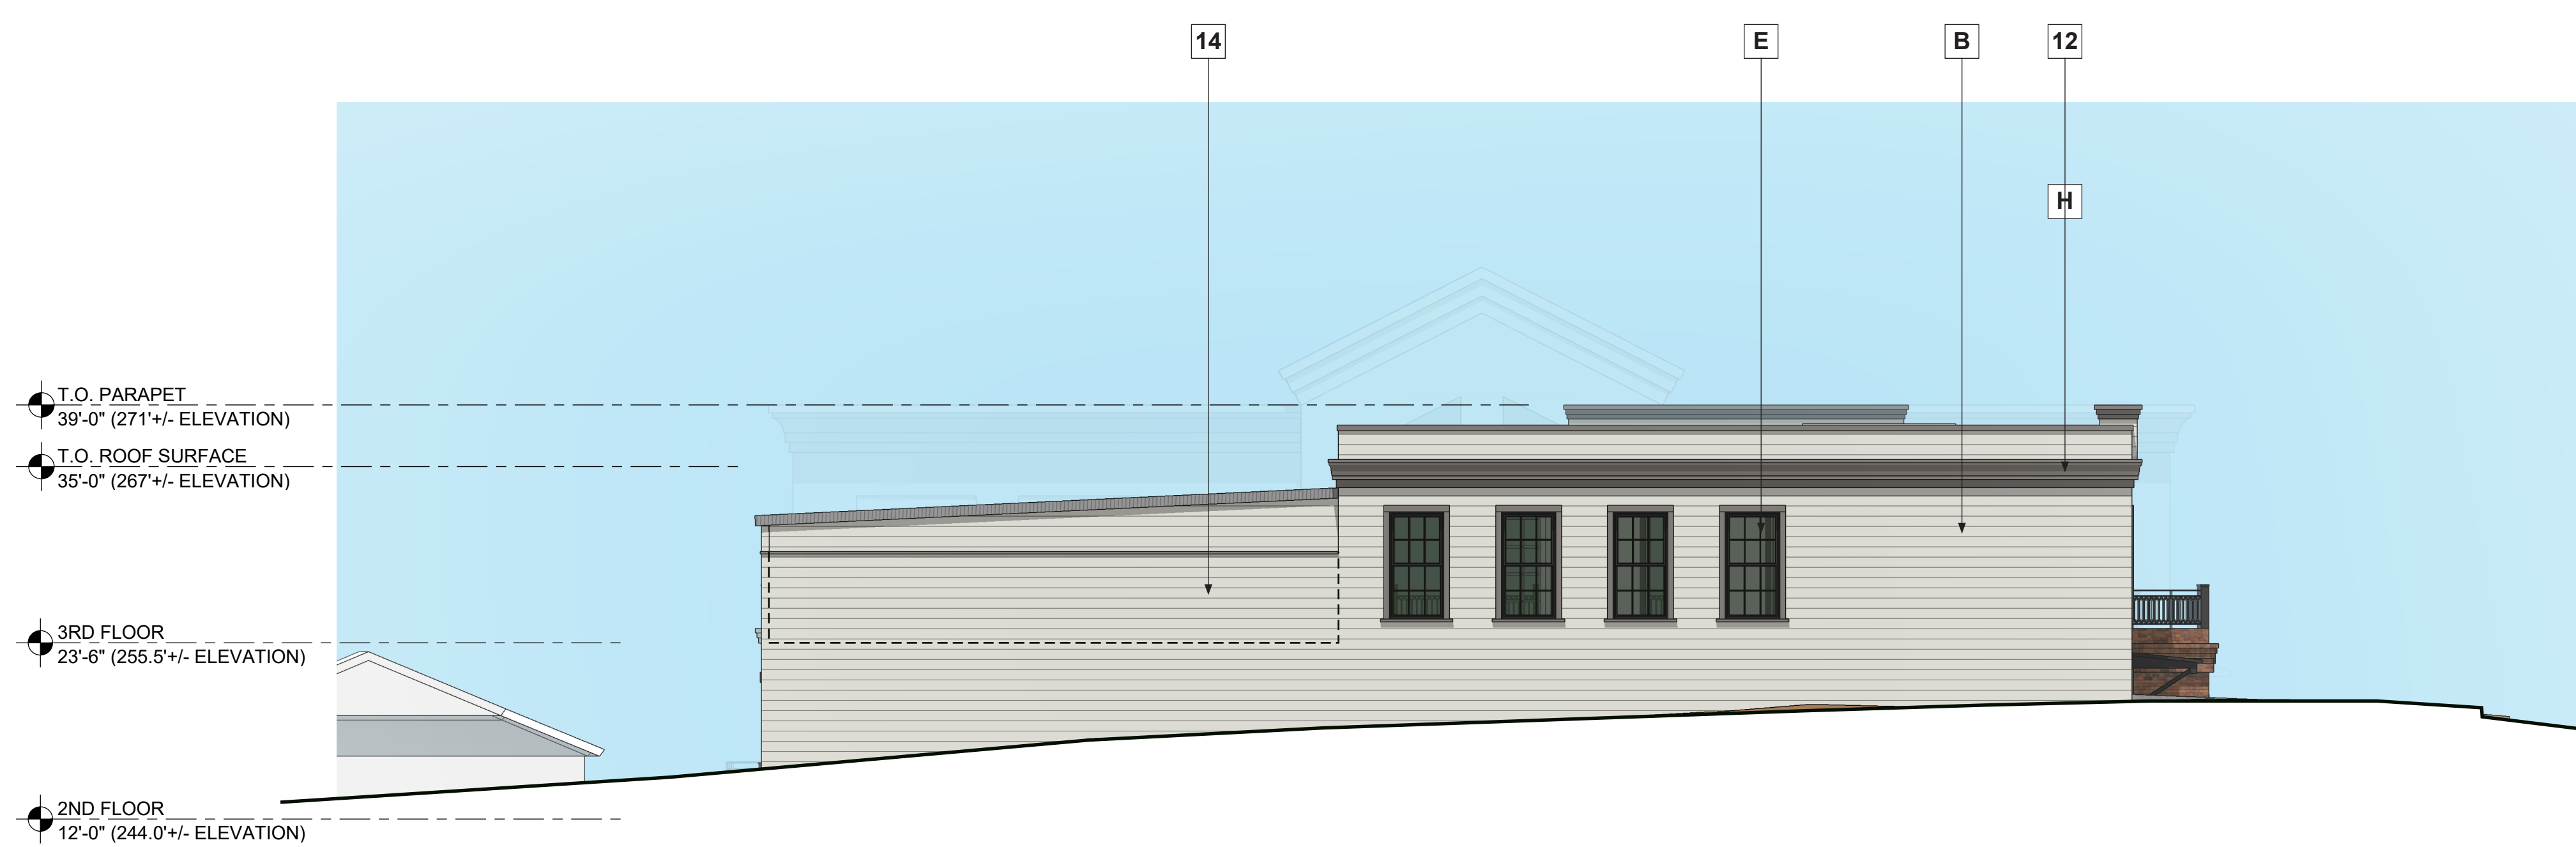 14
E
B
12
H
T.O. PARAPET
39'-0" (271'+/- ELEVATION)
T.O. ROOF SURFACE
35'-0" (267'+/- ELEVATION)
3RD FLOOR
23'-6" (255.5'+/- ELEVATION)
2ND FLOOR
12'-0" (244.0'+/- ELEVATION)